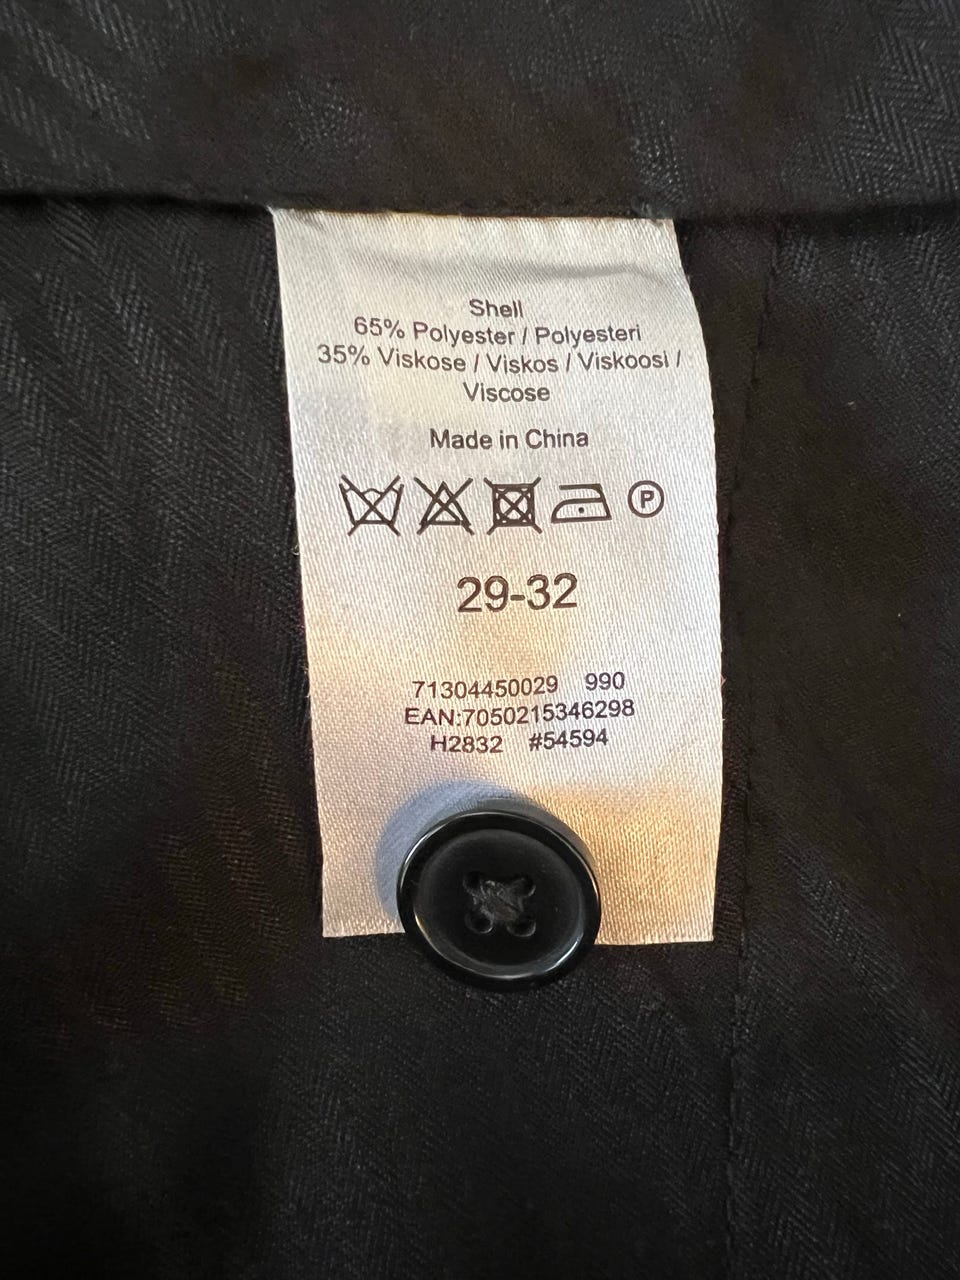 Shell
65% Polyester / Polyesteri
35% Viskose / Viskos / Viskoosi /
Viscose
Made in China
P
29-32
71304450029 990
EAN:7050215346298
H2832 #54594